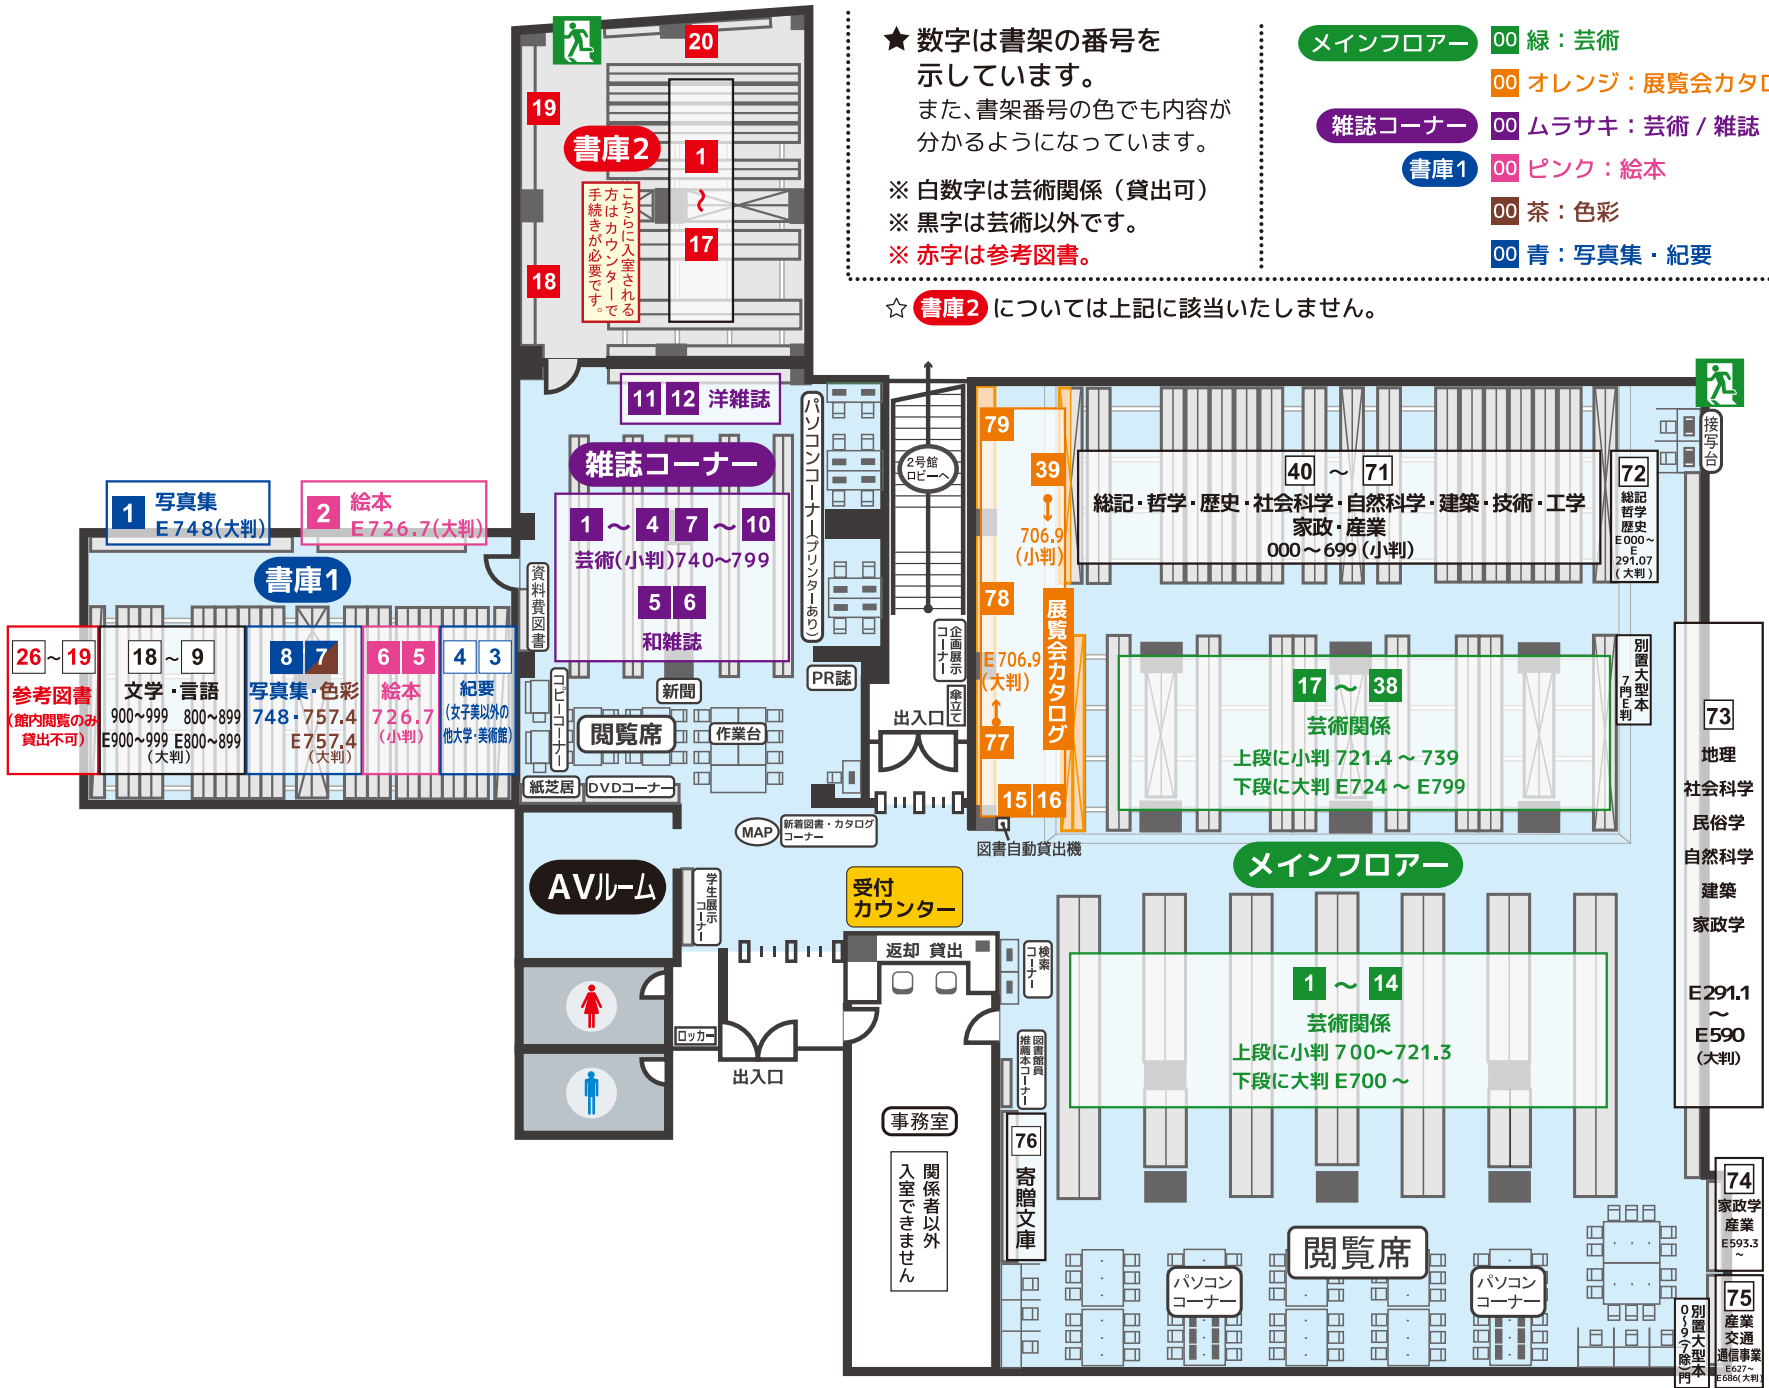 ★ 数字は書架の番号を
示しています。
また、書架番号の色でも内容が
分かるようになっています。
※ 白数字は芸術関係（貸出可）
※ 黒字は芸術以外です。
※ 赤字は参考図書。
☆ 書庫2 については上記に該当いたしません。
メインフロアー 00 緑：芸術
00 オレンジ：展覧会カタロ
雑誌コーナー 00 ムラサキ：芸術 / 雑誌
書庫1 00 ピンク：絵本
00 茶：色彩
00 青：写真集・紀要
20
19
書庫2
1
～
17
18
こちらに入室される
方はカウンターで
手続きが必要です。
11 12 洋雑誌
雑誌コーナー
1 ～ 4 7 ～ 10
芸術(小判)740～799
5 6
和雑誌
新聞
パソコンコーナー(プリンターあり)
PR誌
2号館
ロビーへ
企画展示
コーナー
傘立て
出入口
1 写真集
E748(大判)
2 絵本
E726.7(大判)
書庫1
資料費図書
26～19
参考図書
(館内閲覧のみ
貸出不可)
18～9
文学・言語
900～999 800～899
E900～999 E800～899
(大判)
8 7
写真集・色彩
748・757.4
E757.4
(大判)
6 5
絵本
726.7
(小判)
4 3
紀要
(女子美以外の
他大学・美術館)
コピーコーナー
閲覧席
作業台
紙芝居
DVDコーナー
MAP
新着図書・カタログ
コーナー
AVルーム
学生展示
コーナー
受付
カウンター
返却 貸出
ロッカー
出入口
検索
コーナー
図書館員
推薦本コーナー
事務室
関係者以外
入室できません
76
寄贈文庫
79
39
706.9
(小判)
78
E706.9
(大判)
77
15 16
展覧会カタログ
図書自動貸出機
40 ～ 71
総記・哲学・歴史・社会科学・自然科学・建築・技術・工学
家政・産業
000～699 (小判)
72
総記
哲学
歴史
E000～
E
291.07
(大判)
接写台
17 ～ 38
芸術関係
上段に小判 721.4 ～ 739
下段に大判 E724 ～ E799
別置大型本
7門E判
メインフロアー
1 ～ 14
芸術関係
上段に小判 700～721.3
下段に大判 E700 ～
73
地理
社会科学
民俗学
自然科学
建築
家政学
E291.1
～
E590
(大判)
74
家政学
産業
E593.3
～
75
産業
交通
通信事業
E627～
E686(大判)
別置大型本
0～9(7除)門
閲覧席
パソコン
コーナー
パソコン
コーナー